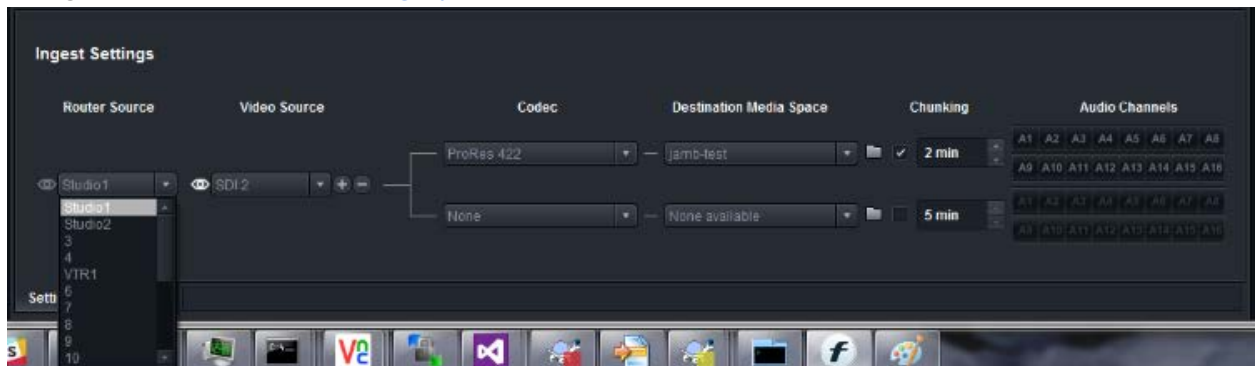 Ingest Settings
Router Source Video Source Codec Destination Media Space Chunking Audio Channels
ProRes 422 jamb-test 2 min A1 A2 A3 A4 A5 A6 A7 A8
A9 A10 A11 A12 A13 A14 A15 A16
Studio1 SDI 2
None None available 5 min A1 A2 A3 A4 A5 A6 A7 A8
A9 A10 A11 A12 A13 A14 A15 A16
Studio1
Studio2
3
4
VTR1
6
Setti
7
8
9
10
s
VNC
f